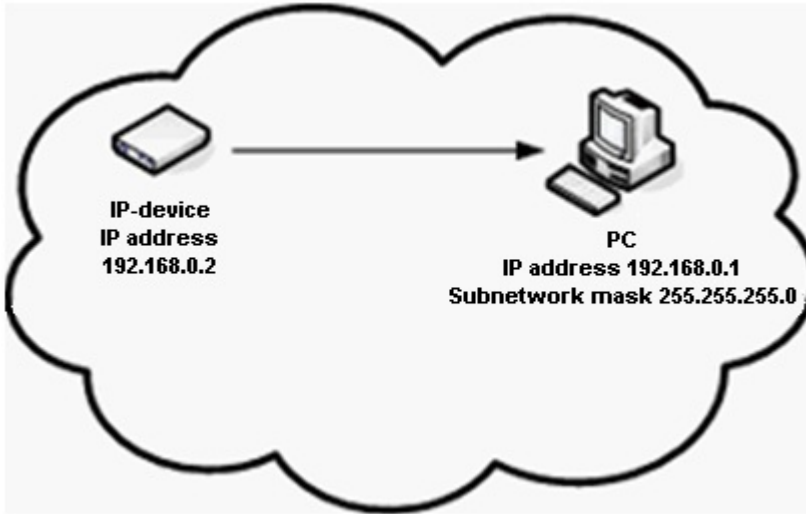 IP-device
IP address
192.168.0.2
PC
IP address 192.168.0.1
Subnetwork mask 255.255.255.0